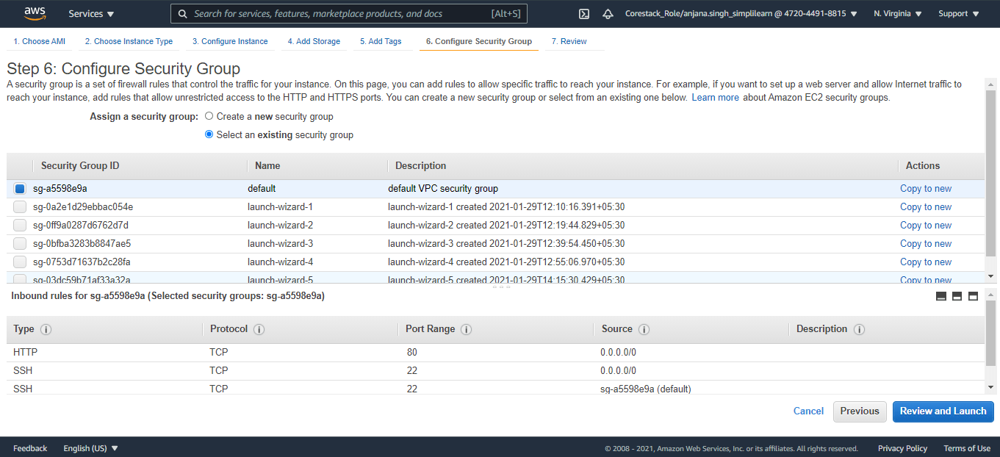 aws
Services
Search for services, features, marketplace products, and docs [Alt+S]
Corestack_Role/anjana.singh_simplilearn @ 4720-4491-8815
N. Virginia
Support
1. Choose AMI 2. Choose Instance Type 3. Configure Instance 4. Add Storage 5. Add Tags 6. Configure Security Group 7. Review
Step 6: Configure Security Group
A security group is a set of firewall rules that control the traffic for your instance. On this page, you can add rules to allow specific traffic to reach your instance. For example, if you want to set up a web server and allow Internet traffic to
reach your instance, add rules that allow unrestricted access to the HTTP and HTTPS ports. You can create a new security group or select from an existing one below. Learn more about Amazon EC2 security groups.
Assign a security group: Create a new security group
Select an existing security group
Security Group ID Name Description Actions
sg-a5598e9a default default VPC security group Copy to new
sg-0a2e1d29ebbac054e launch-wizard-1 launch-wizard-1 created 2021-01-29T12:10:16.391+05:30 Copy to new
sg-0ff9a0287d6762d7d launch-wizard-2 launch-wizard-2 created 2021-01-29T12:19:44.829+05:30 Copy to new
sg-0bfba3283b8847ae5 launch-wizard-3 launch-wizard-3 created 2021-01-29T12:39:54.450+05:30 Copy to new
sg-0753d71637b2c28fa launch-wizard-4 launch-wizard-4 created 2021-01-29T12:55:06.970+05:30 Copy to new
sg-03dc59b71af33a32a launch-wizard-5 launch-wizard-5 created 2021-01-29T14:15:30.429+05:30 Copy to new
Inbound rules for sg-a5598e9a (Selected security groups: sg-a5598e9a)
Type Protocol Port Range Source Description
HTTP TCP 80 0.0.0.0/0
SSH TCP 22 0.0.0.0/0
SSH TCP 22 sg-a5598e9a (default)
Cancel Previous Review and Launch
Feedback English (US) © 2008 - 2021, Amazon Web Services, Inc. or its affiliates. All rights reserved. Privacy Policy Terms of Use